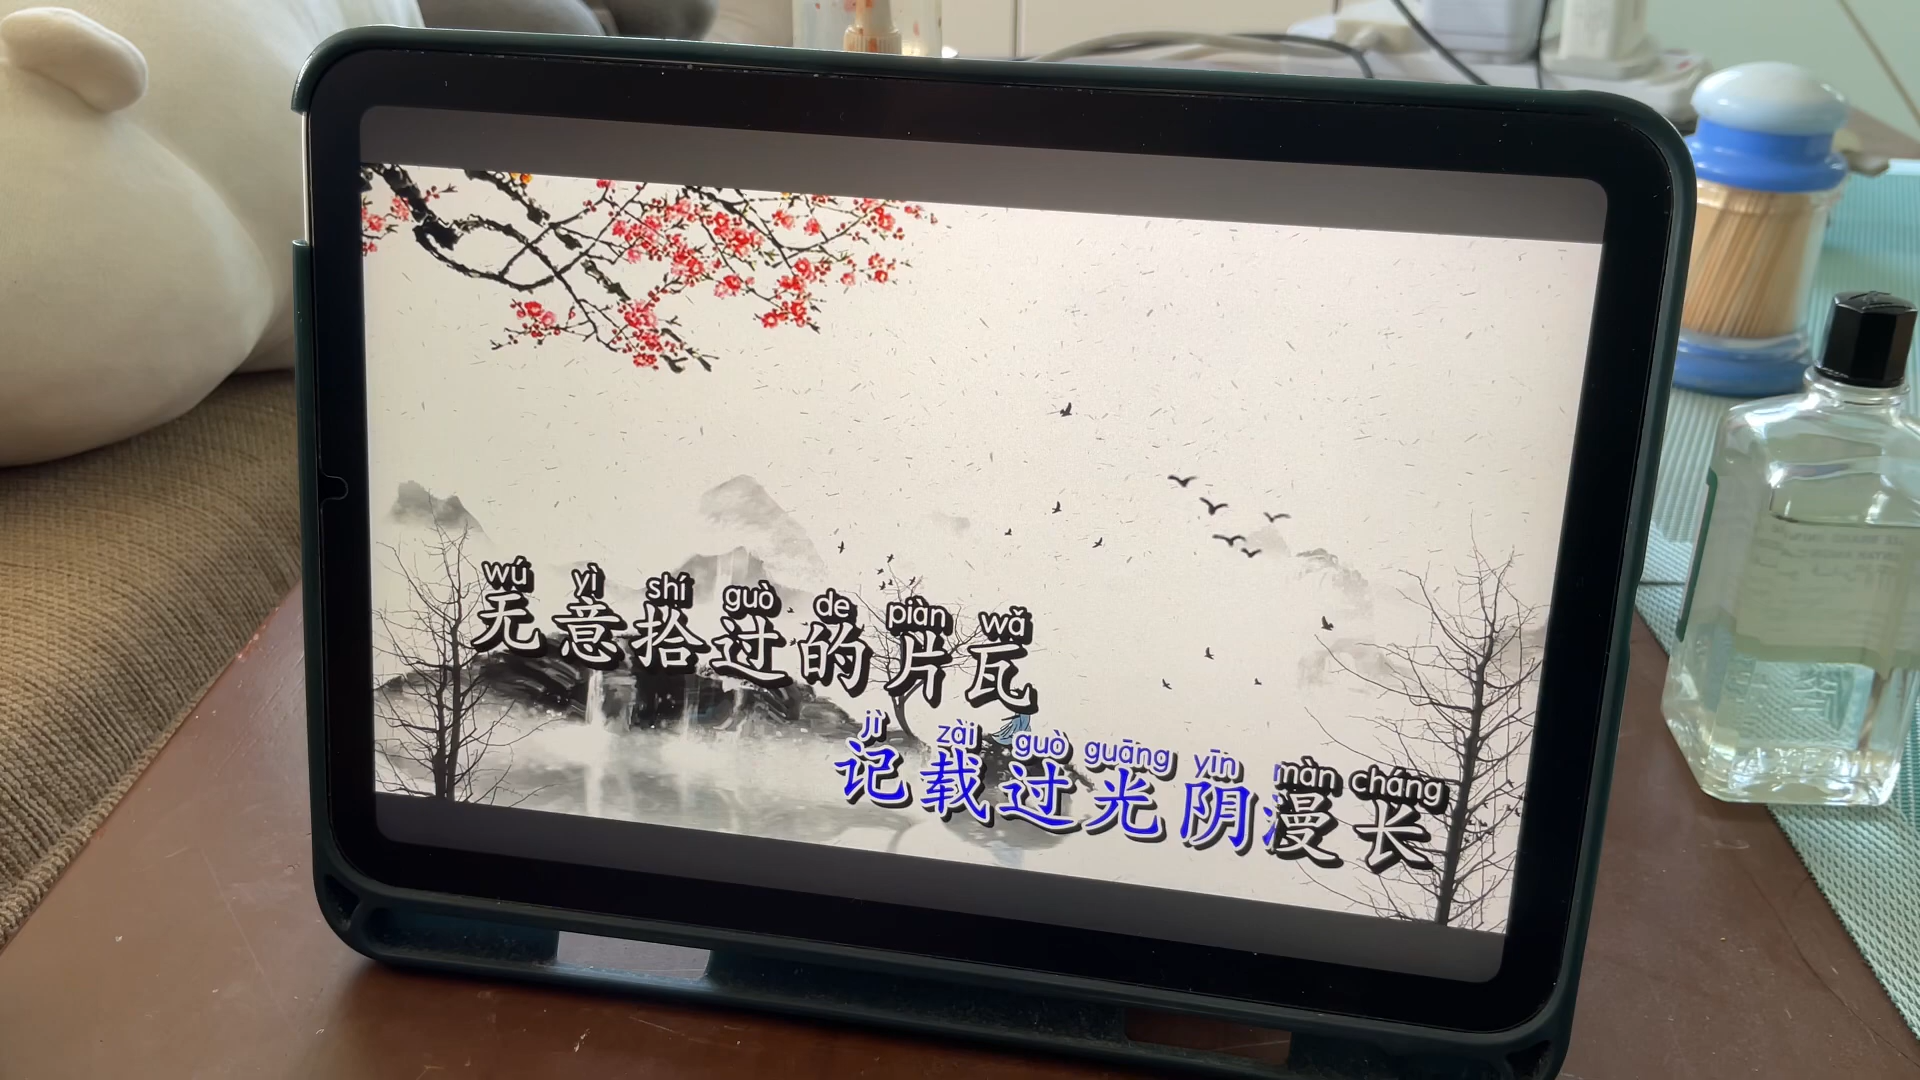 wú yì shí guò de piàn wǎ
无意拾过的片瓦
jì zài guò guāng yīn màn cháng
记载过光阴漫长